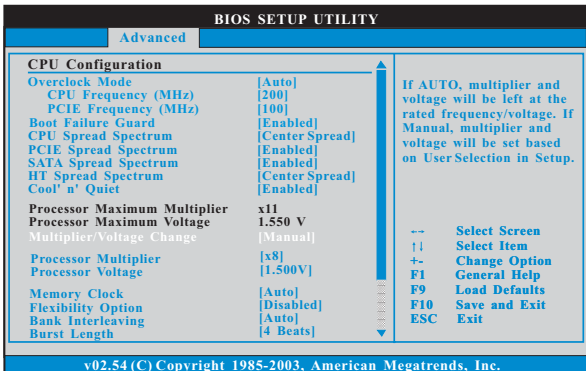 BIOS SETUP UTILITY
Advanced
CPU Configuration
Overclock Mode [Auto]
CPU Frequency (MHz) [200]
PCIE Frequency (MHz) [100]
Boot Failure Guard [Enabled]
CPU Spread Spectrum [Center Spread]
PCIE Spread Spectrum [Enabled]
SATA Spread Spectrum [Enabled]
HT Spread Spectrum [Center Spread]
Cool' n' Quiet [Enabled]
Processor Maximum Multiplier x11
Processor Maximum Voltage 1.550 V
Multiplier/Voltage Change [Manual]
Processor Multiplier [x8]
Processor Voltage [1.500V]
Memory Clock [Auto]
Flexibility Option [Disabled]
Bank Interleaving [Auto]
Burst Length [4 Beats]
If AUTO, multiplier and
voltage will be left at the
rated frequency/voltage. If
Manual, multiplier and
voltage will be set based
on User Selection in Setup.
←→ Select Screen
↑↓ Select Item
+- Change Option
F1 General Help
F9 Load Defaults
F10 Save and Exit
ESC Exit
v02.54 (C) Copyright 1985-2003, American Megatrends, Inc.